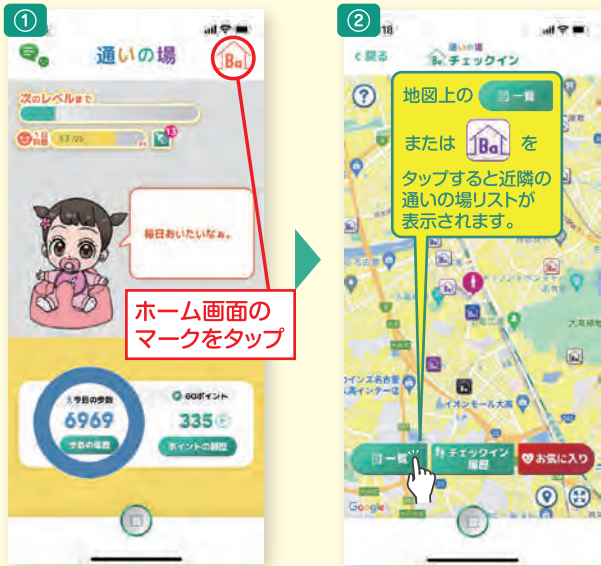 ①
通いの場
Ba
次のレベルまで
13
毎日あいたいなぁ。
ホーム画面の
マークをタップ
今日の歩数
6969
歩数の履歴
GOポイント
335
ポイントの履歴
②
18
く戻る
通いの場
Ba チェックイン
?
地図上の 一覧
または Ba を
タップすると近隣の
通いの場リストが
表示されます。
大高緑地
イオンモール大高
一覧
チェックイン
履歴
お気に入り
Google